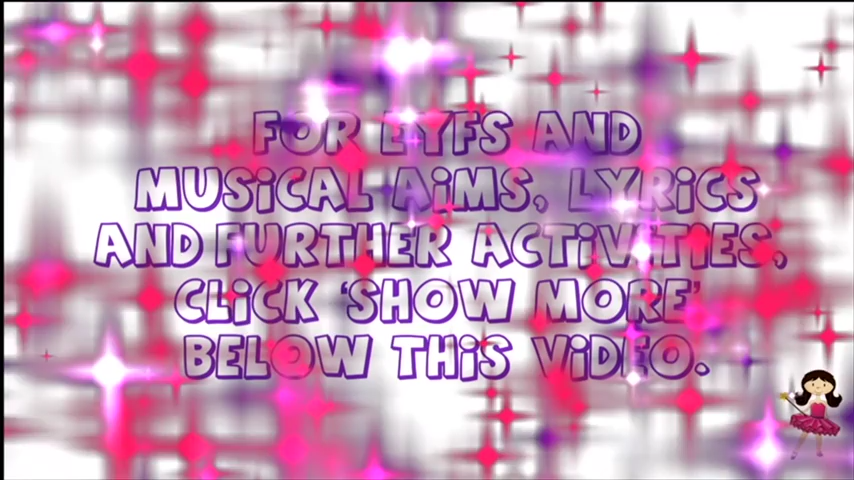 FOR EYFS AND
MUSiCAL AiMS, LYRiCS
AND FURTHER ACTiViTiES,
CLiCK ‘SHOW MORE’
BELOW THiS ViDEO.